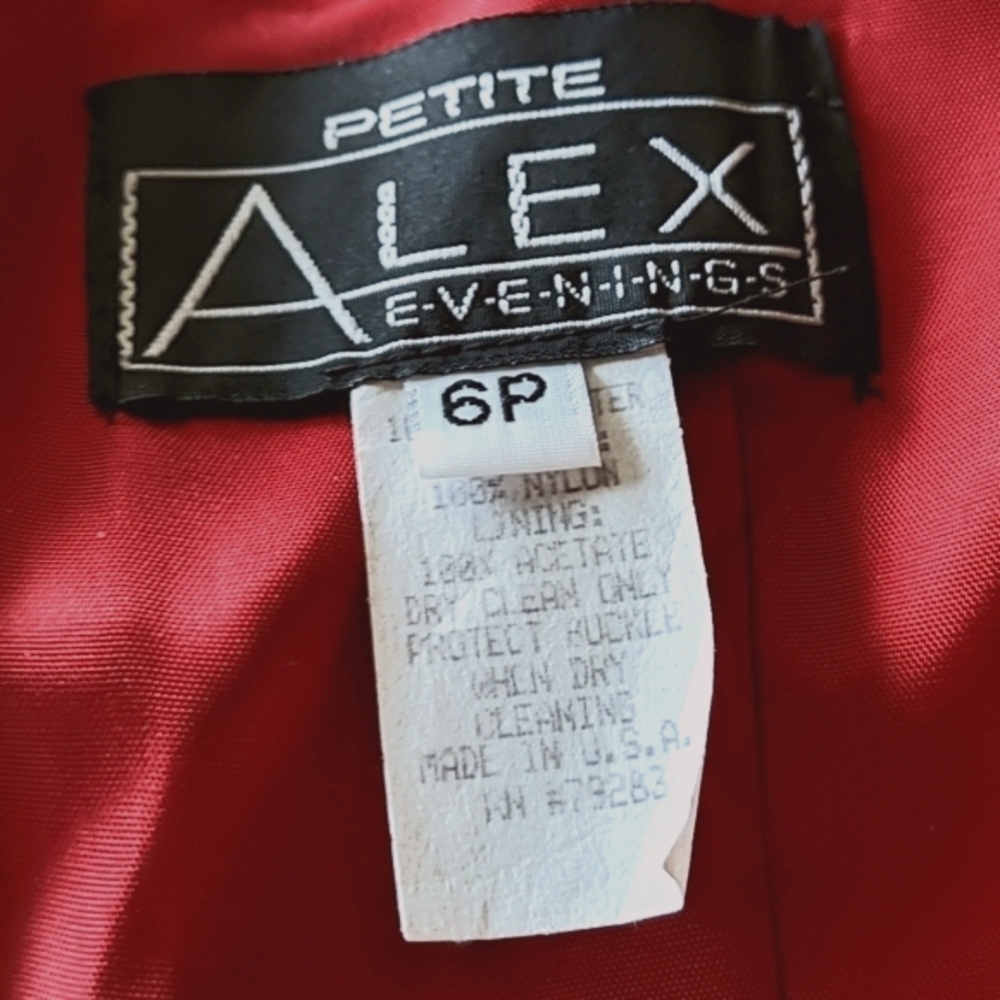 PETITE
ALEX
E-V-E-N-I-N-G-S
6P
100% NYLON
LINING:
100% ACETATE
DRY CLEAN ONLY
PROTECT BUCKLE
WHEN DRY
CLEANING
MADE IN U.S.A.
RN #79283